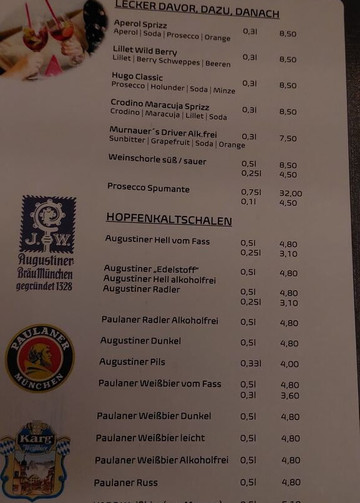 LECKER DAVOR, DAZU, DANACH
Aperol Sprizz 0,3l 8,50
Aperol | Soda | Prosecco | Orange
Lillet Wild Berry 0,3l 8,50
Lillet | Berry Schweppes | Beeren
Hugo Classic 0,3l 8,50
Prosecco | Holunder | Soda | Minze
Crodino Maracuja Sprizz 0,3l 8,50
Crodino | Maracuja | Lillet | Soda
Murnauer´s Driver Alk.frei 0,3l 7,50
Sunbitter | Grapefruit | Soda | Orange
Weinschorle süß / sauer 0,5l 8,50
0,25l 4,50
Prosecco Spumante 0,75l 32,00
0,1l 4,50
HOPFENKALTSCHALEN
J. W.
Augustiner
Bräu München
gegründet 1328
Augustiner Hell vom Fass 0,5l 4,80
0,25l 3,10
Augustiner „Edelstoff" 0,5l 4,80
Augustiner Hell alkoholfrei
Augustiner Radler 0,5l 4,80
0,25l 3,10
PAULANER
MÜNCHEN
Paulaner Radler Alkoholfrei 0,5l 4,80
Augustiner Dunkel 0,5l 4,80
Augustiner Pils 0,33l 4,00
Paulaner Weißbier vom Fass 0,5l 4,80
0,3l 3,60
Karg
Paulaner Weißbier Dunkel 0,5l 4,80
Paulaner Weißbier leicht 0,5l 4,80
Paulaner Weißbier Alkoholfrei 0,5l 4,80
Paulaner Russ 0,5l 4,80